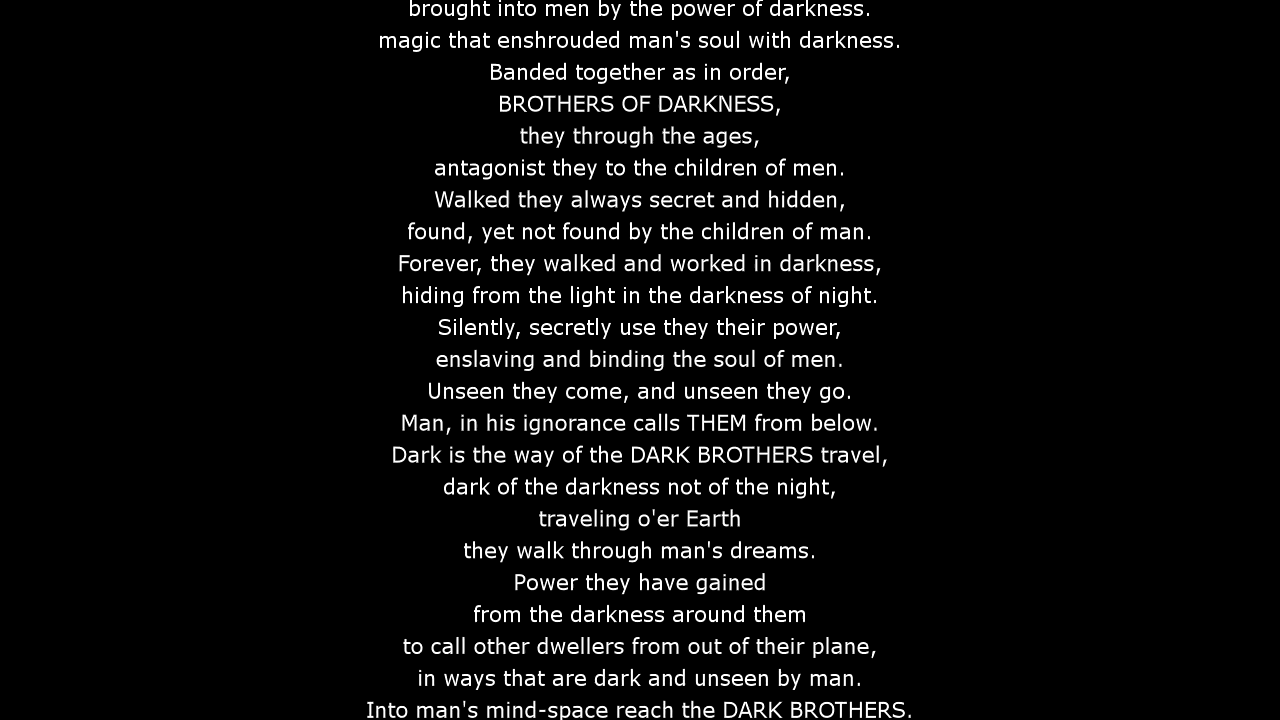 brought into men by the power of darkness.
magic that enshrouded man's soul with darkness.
Banded together as in order,
BROTHERS OF DARKNESS,
they through the ages,
antagonist they to the children of men.
Walked they always secret and hidden,
found, yet not found by the children of man.
Forever, they walked and worked in darkness,
hiding from the light in the darkness of night.
Silently, secretly use they their power,
enslaving and binding the soul of men.
Unseen they come, and unseen they go.
Man, in his ignorance calls THEM from below.
Dark is the way of the DARK BROTHERS travel,
dark of the darkness not of the night,
traveling o'er Earth
they walk through man's dreams.
Power they have gained
from the darkness around them
to call other dwellers from out of their plane,
in ways that are dark and unseen by man.
Into man's mind-space reach the DARK BROTHERS.